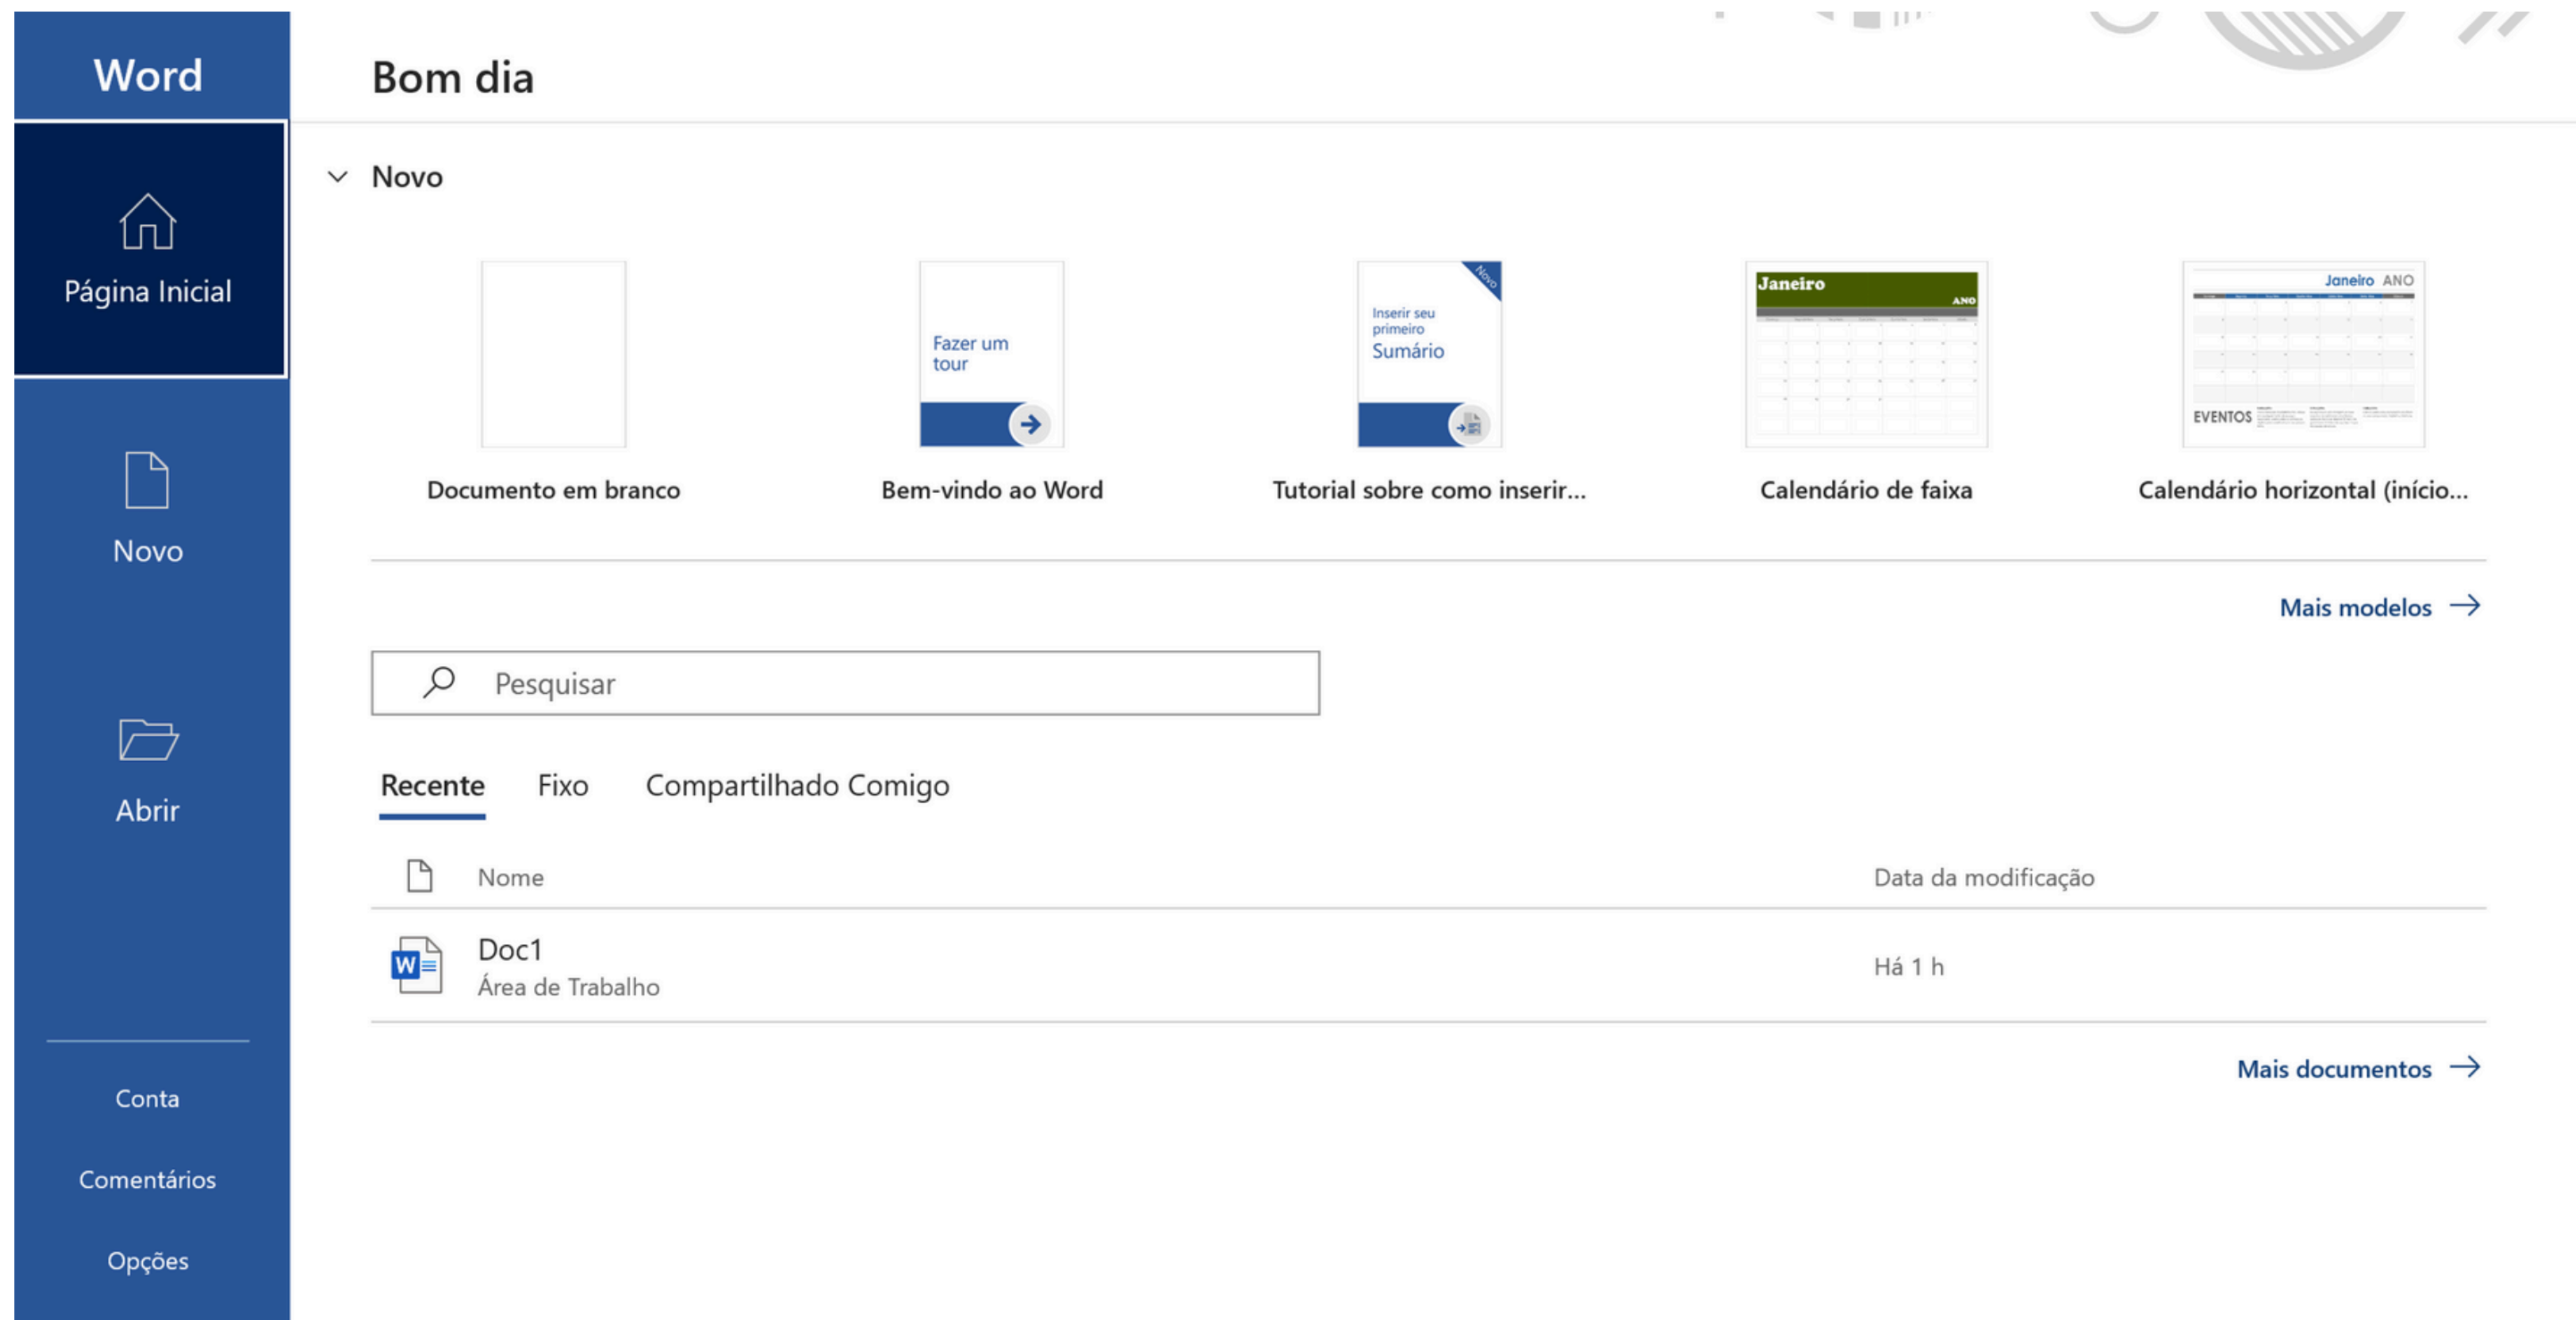 Word
Bom dia
Página Inicial
Novo
Abrir
Conta
Comentários
Opções
Novo
Fazer um
tour
Novo
Inserir seu
primeiro
Sumário
Janeiro
ANO
Janeiro ANO
EVENTOS
Documento em branco
Bem-vindo ao Word
Tutorial sobre como inserir...
Calendário de faixa
Calendário horizontal (início...
Mais modelos
Pesquisar
Recente Fixo Compartilhado Comigo
Nome Data da modificação
W
Doc1
Área de Trabalho
Há 1 h
Mais documentos